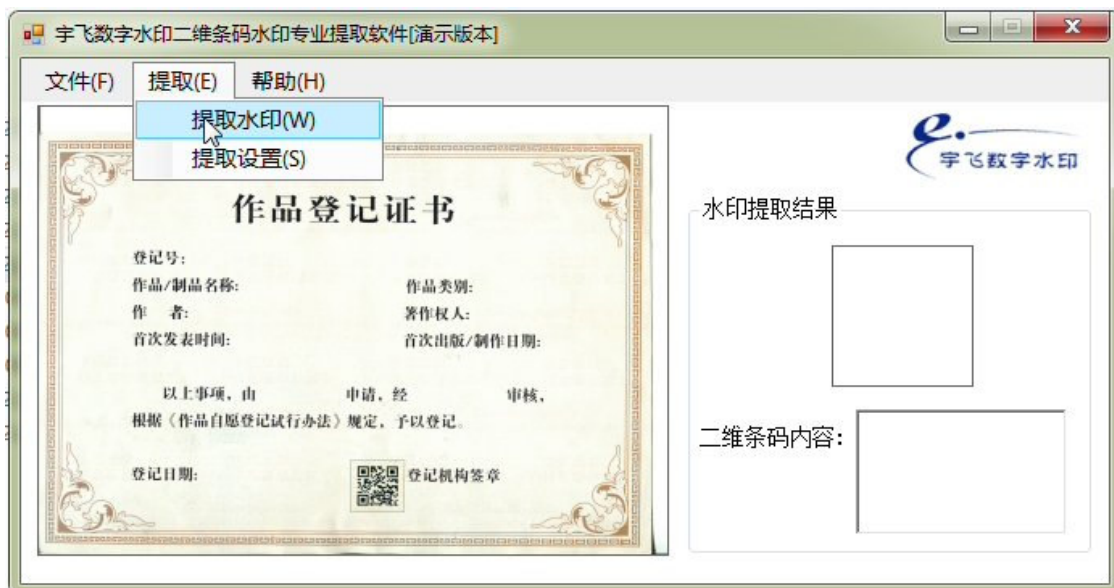 宇飞数字水印二维条码水印专业提取软件[演示版本]
文件(F) 提取(E) 帮助(H)
提取水印(W)
提取设置(S)
宇飞数字水印
作品登记证书
登记号:
作品/制品名称: 作品类别:
作 者: 著作权人:
首次发表时间: 首次出版/制作日期:
以上事项, 由 申请, 经 审核,
根据《作品自愿登记试行办法》规定, 予以登记。
登记日期: 登记机构签章
水印提取结果
二维条码内容: